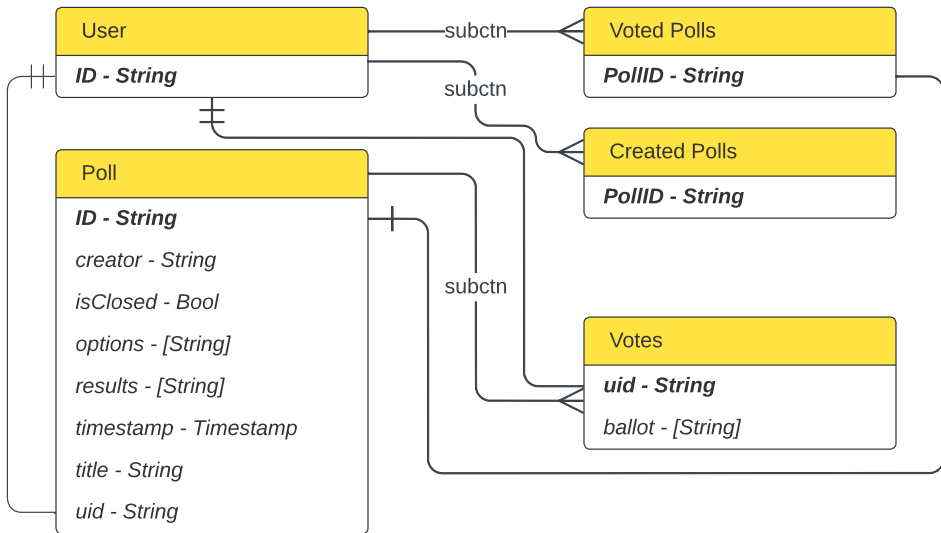 User
ID - String
subctn
Voted Polls
PollID - String
subctn
Created Polls
PollID - String
Poll
ID - String
creator - String
isClosed - Bool
options - [String]
results - [String]
timestamp - Timestamp
title - String
uid - String
subctn
Votes
uid - String
ballot - [String]